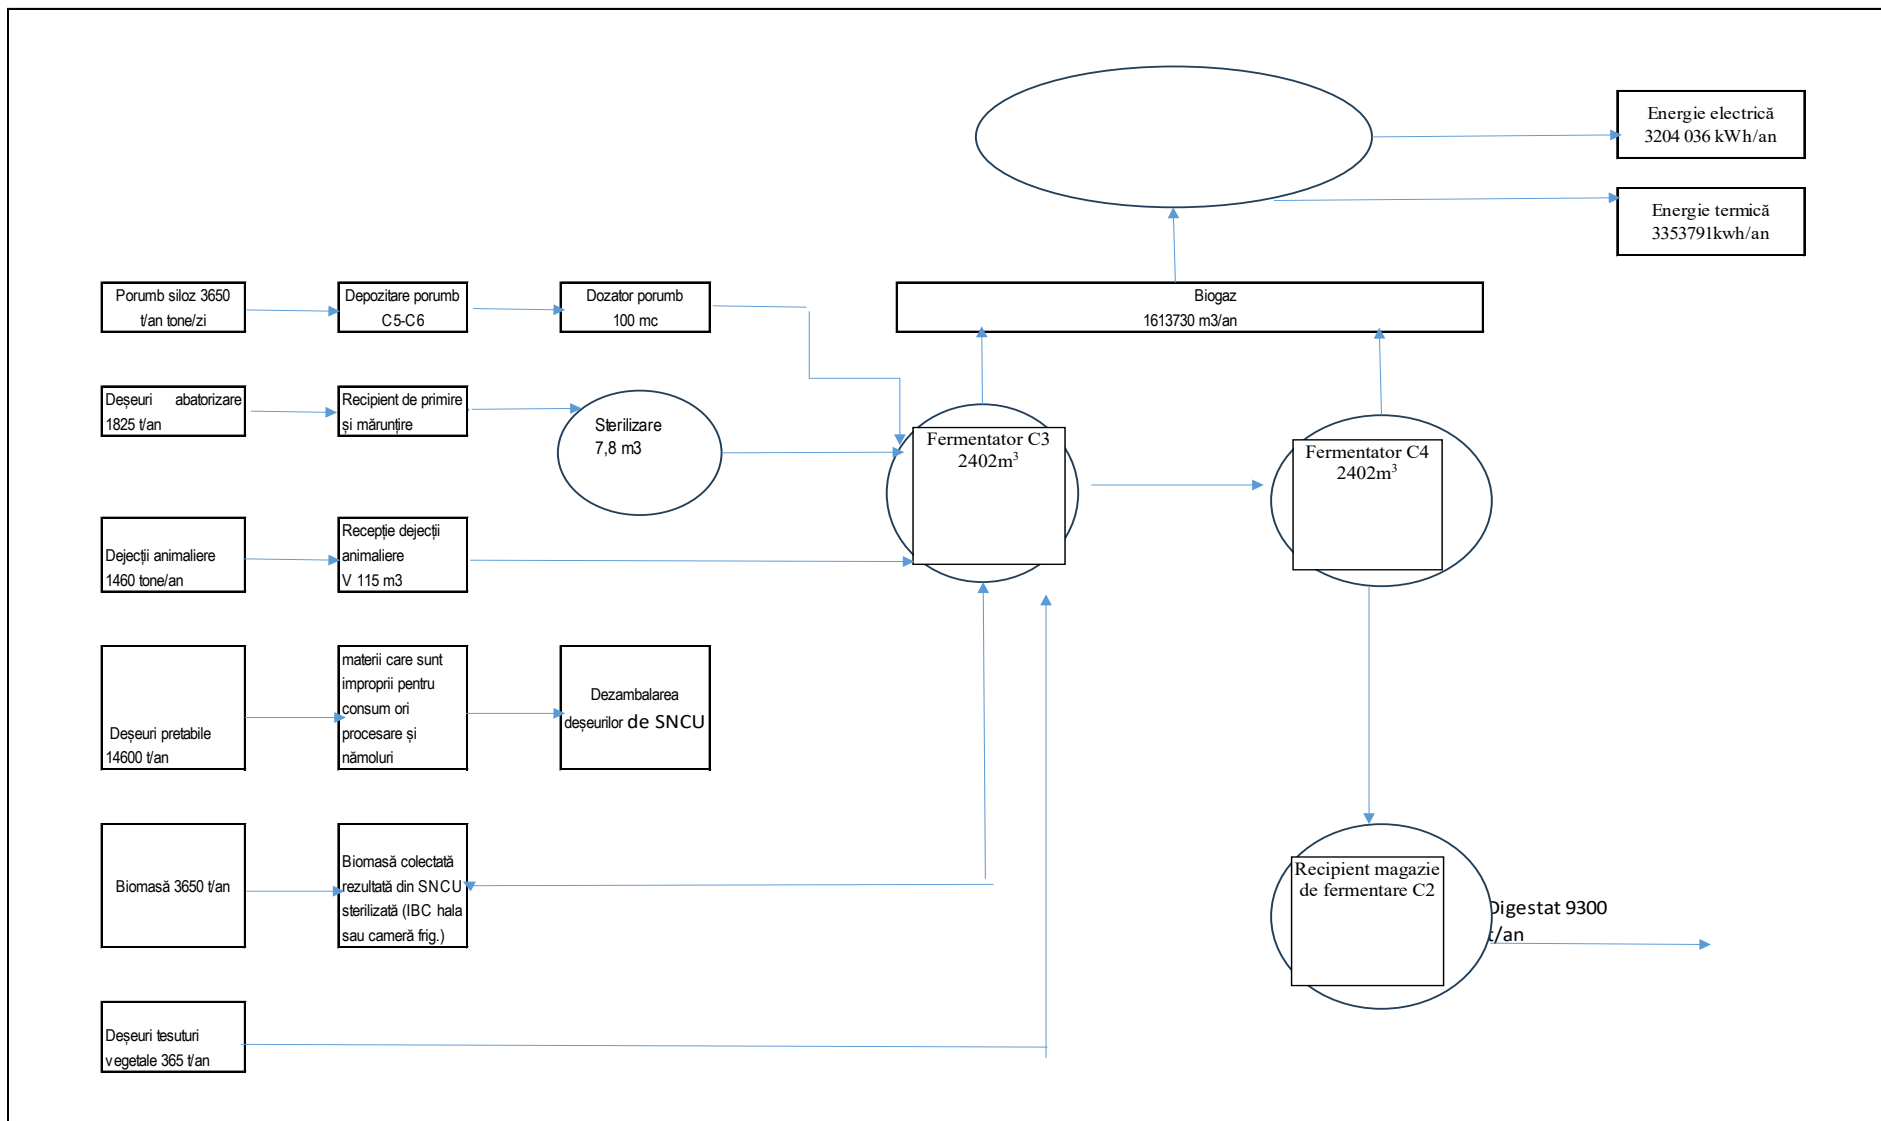 Energie electrică
3204 036 kWh/an
Energie termică
3353791kwh/an
Porumb siloz 3650
t/an tone/zi
Depozitare porumb
C5-C6
Dozator porumb
100 mc
Biogaz
1613730 m3/an
Deșeuri abatorizare
1825 t/an
Recipient de primire
și mărunțire
Sterilizare
7,8 m3
Fermentator C3
2402m³
Fermentator C4
2402m³
Dejecții animaliere
1460 tone/an
Recepție dejecții
animaliere
V 115 m3
Deșeuri pretabile
14600 t/an
materii care sunt
improprii pentru
consum ori
procesare și
nămoluri
Dezambalarea
deșeurilor de SNCU
Biomasă 3650 t/an
Biomasă colectată
rezultată din SNCU
sterilizată (IBC hala
sau cameră frig.)
Recipient magazie
de fermentare C2
Digestat 9300
t/an
Deșeuri tesuturi
vegetale 365 t/an